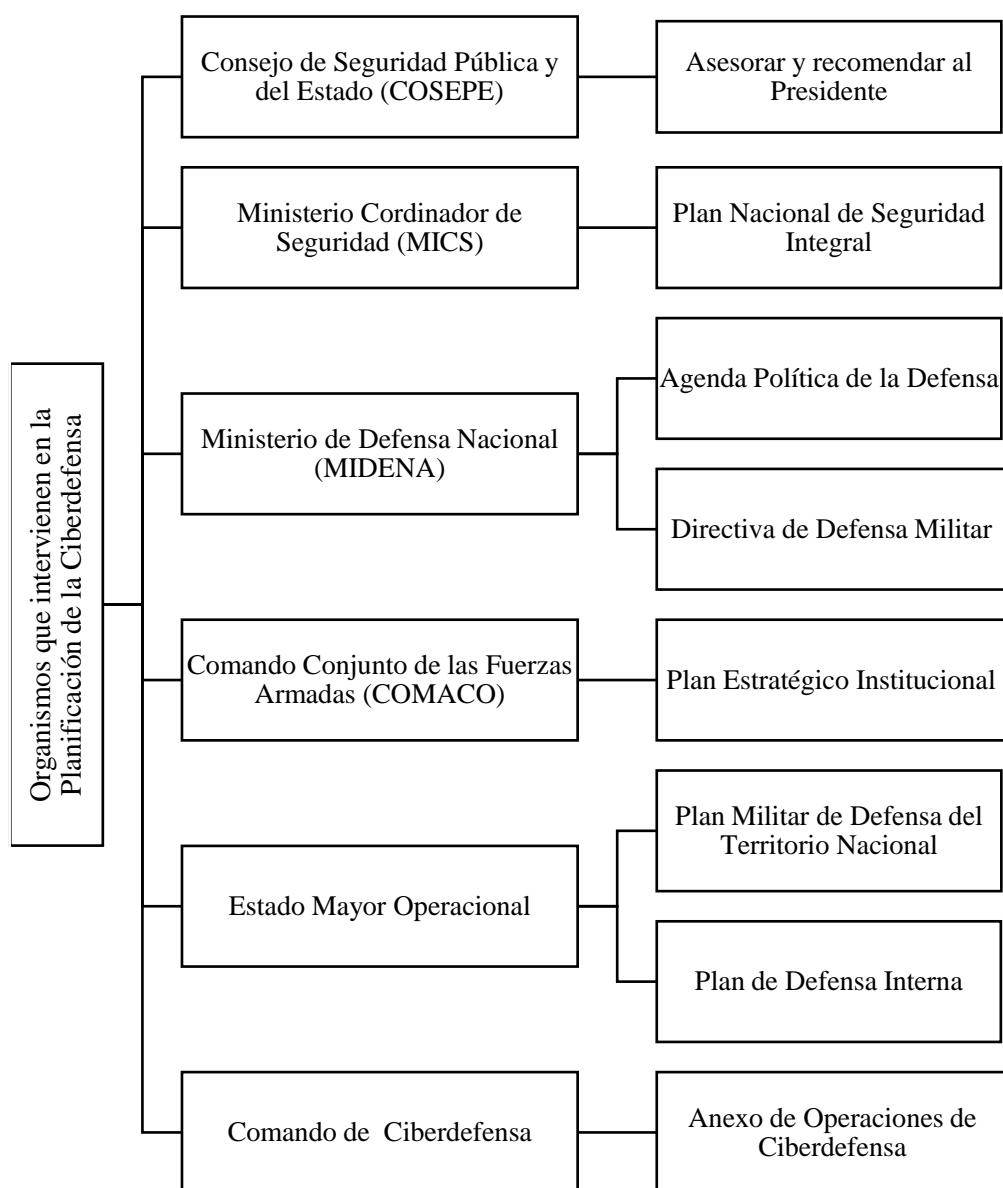 Organismos que intervienen en la
Planificación de la Ciberdefensa
Consejo de Seguridad Pública y
del Estado (COSEPE)
Asesorar y recomendar al
Presidente
Ministerio Cordinador de
Seguridad (MICS)
Plan Nacional de Seguridad
Integral
Ministerio de Defensa Nacional
(MIDENA)
Agenda Política de la Defensa
Directiva de Defensa Militar
Comando Conjunto de las Fuerzas
Armadas (COMACO)
Plan Estratégico Institucional
Estado Mayor Operacional
Plan Militar de Defensa del
Territorio Nacional
Plan de Defensa Interna
Comando de  Ciberdefensa
Anexo de Operaciones de
Ciberdefensa